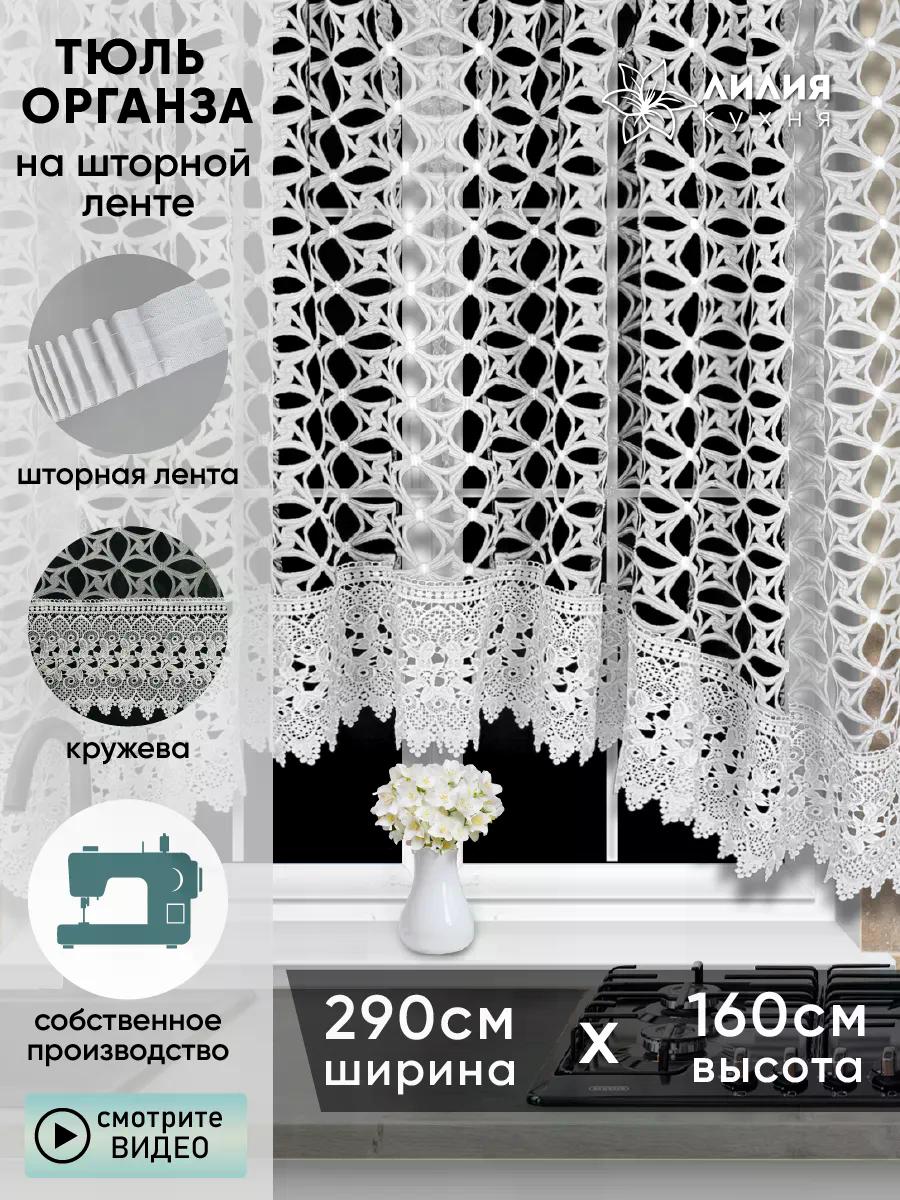 ТЮЛЬ
ОРГАНЗА
на шторной
ленте
ЛИЛИЯ
КУХНЯ
шторная лента
кружева
собственное
производство
смотрите
ВИДЕО
290см
ширина
х
160см
высота